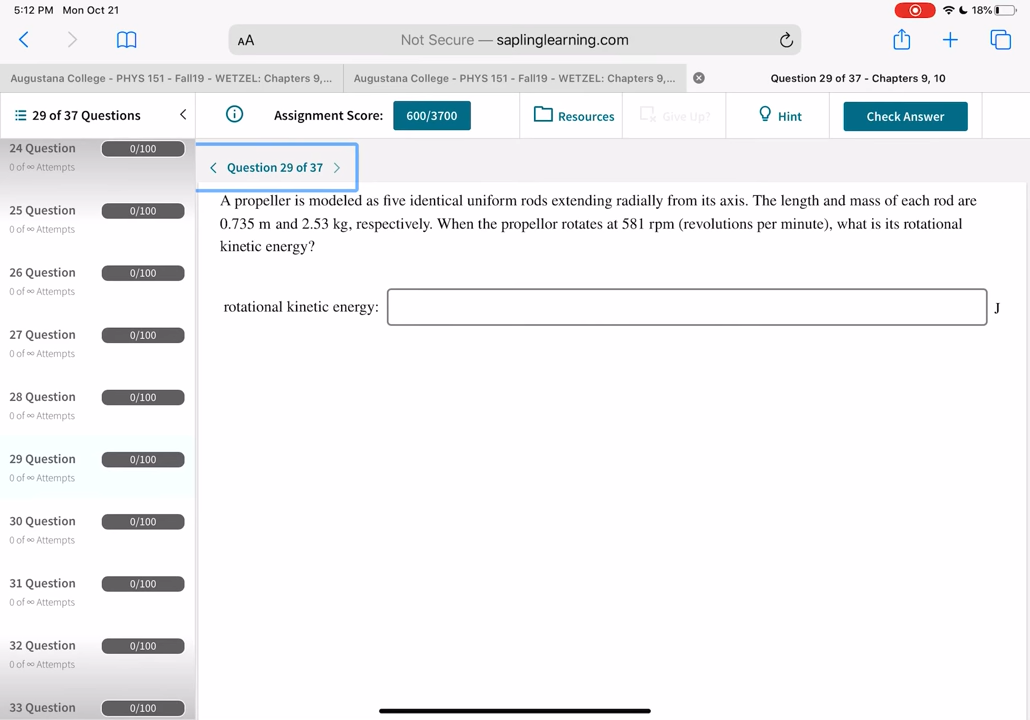 5:12 PM Mon Oct 21
18%
AA
Not Secure — saplinglearning.com
Augustana College - PHYS 151 - Fall19 - WETZEL: Chapters 9,...
Augustana College - PHYS 151 - Fall19 - WETZEL: Chapters 9,...
Question 29 of 37 - Chapters 9, 10
29 of 37 Questions
Assignment Score:
600/3700
Resources
Give Up?
Hint
Check Answer
24 Question
0/100
0 of ∞ Attempts
25 Question
0/100
0 of ∞ Attempts
26 Question
0/100
0 of ∞ Attempts
27 Question
0/100
0 of ∞ Attempts
28 Question
0/100
0 of ∞ Attempts
29 Question
0/100
0 of ∞ Attempts
30 Question
0/100
0 of ∞ Attempts
31 Question
0/100
0 of ∞ Attempts
32 Question
0/100
0 of ∞ Attempts
33 Question
0/100
Question 29 of 37
A propeller is modeled as five identical uniform rods extending radially from its axis. The length and mass of each rod are
0.735 m and 2.53 kg, respectively. When the propellor rotates at 581 rpm (revolutions per minute), what is its rotational
kinetic energy?
rotational kinetic energy:
J